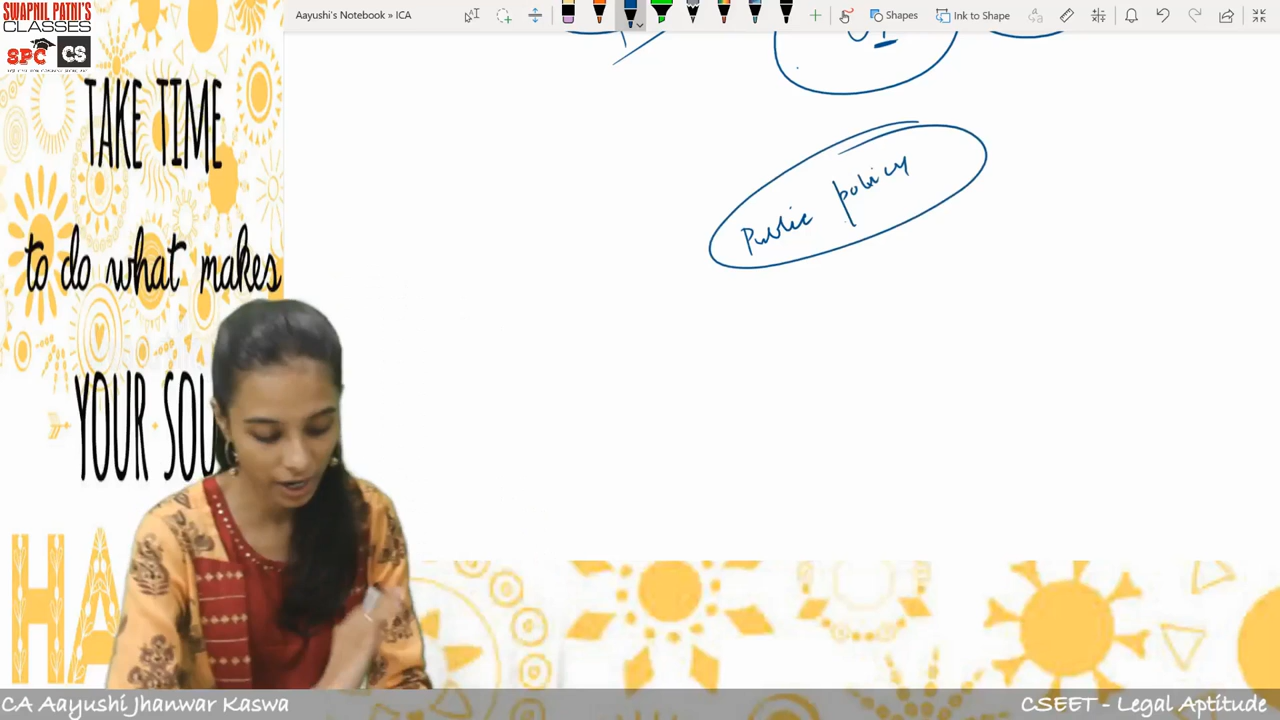 SWAPNIL PATNI'S
CLASSES
SPC CS
Aayushi's Notebook » ICA
Shapes
Ink to Shape
TAKE TIME
to do what makes
YOUR SOU
HA
Public policy
CA Aayushi Jhanwar Kaswa
CSEET - Legal Aptitude